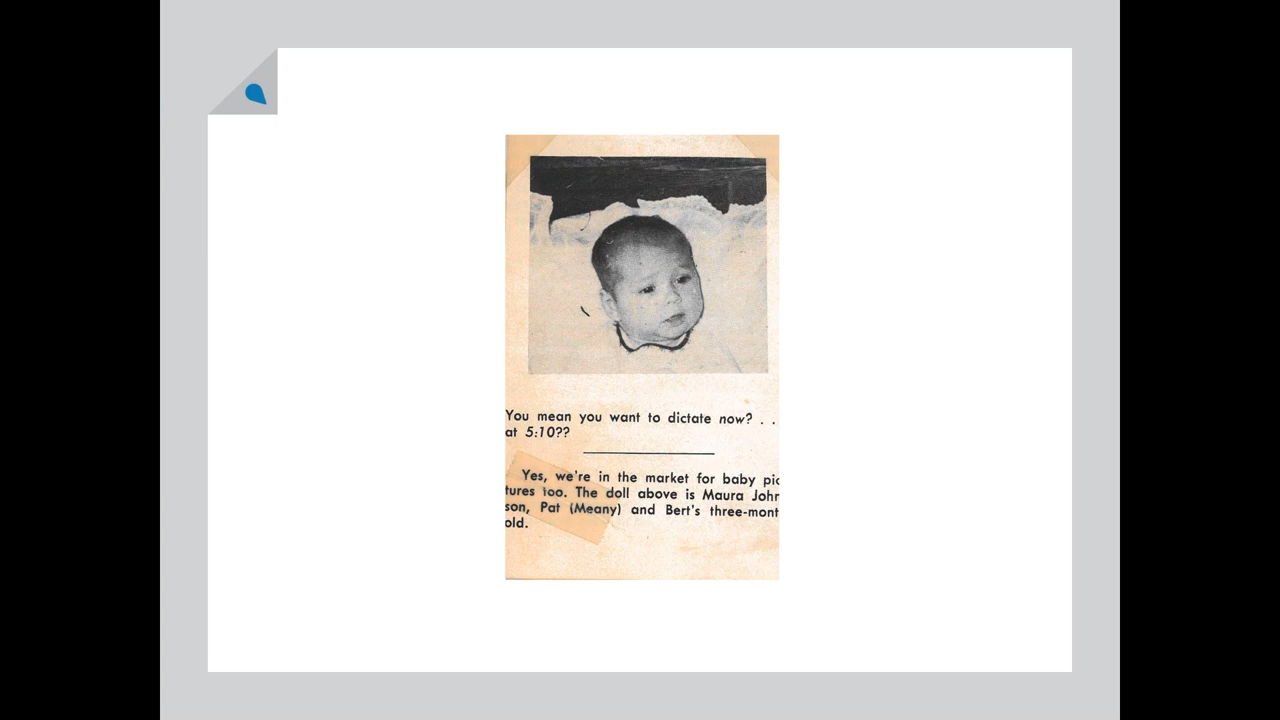 You mean you want to dictate now? . .
at 5:10??
Yes, we're in the market for baby pic
tures too. The doll above is Maura John
son, Pat (Meany) and Bert's three-mont
old.